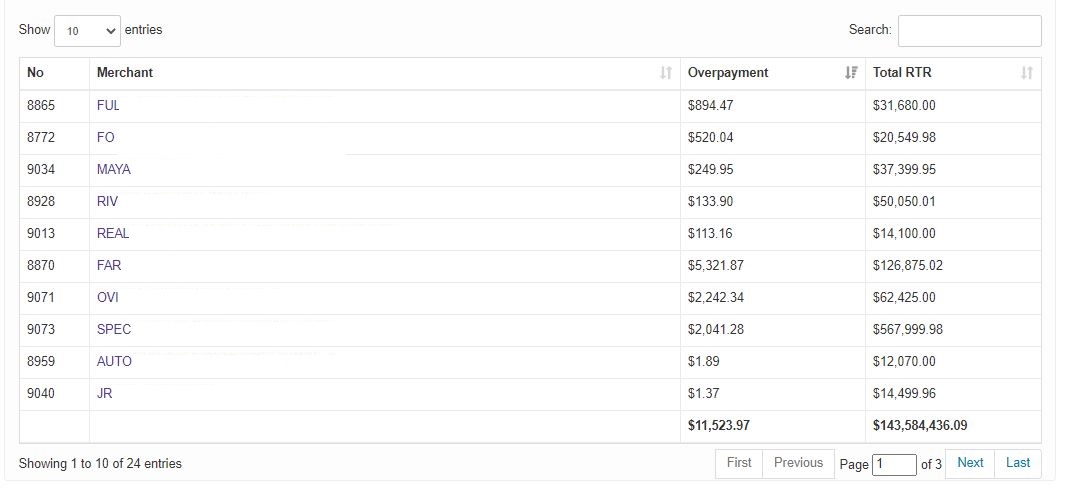 Show 10 entries Search:
No Merchant Overpayment Total RTR
8865 FUL $894.47 $31,680.00
8772 FO $520.04 $20,549.98
9034 MAYA $249.95 $37,399.95
8928 RIV $133.90 $50,050.01
9013 REAL $113.16 $14,100.00
8870 FAR $5,321.87 $126,875.02
9071 OVI $2,242.34 $62,425.00
9073 SPEC $2,041.28 $567,999.98
8959 AUTO $1.89 $12,070.00
9040 JR $1.37 $14,499.96
$11,523.97 $143,584,436.09
Showing 1 to 10 of 24 entries First Previous Page 1 of 3 Next Last